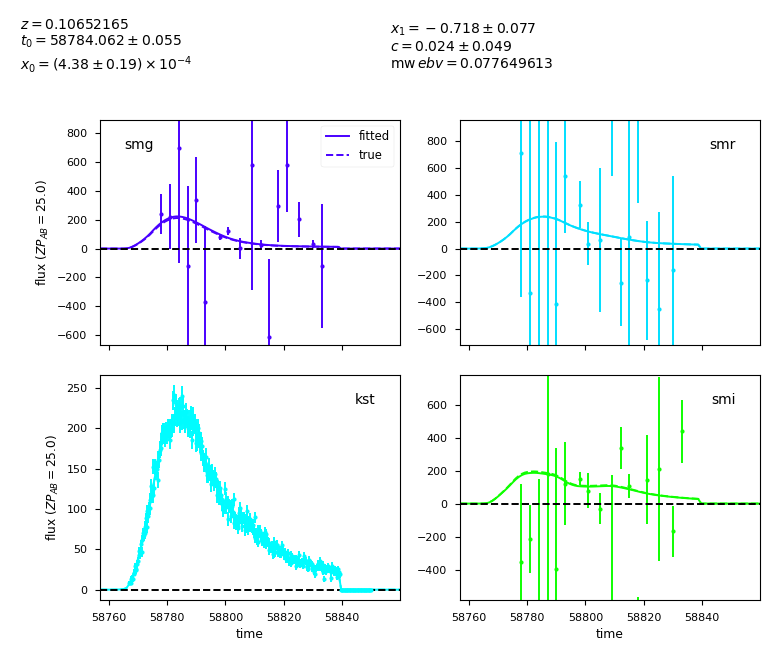 z = 0.10652165
t₀ = 58784.062 ± 0.055
x₀ = (4.38 ± 0.19) × 10⁻⁴
x₁ = −0.718 ± 0.077
c = 0.024 ± 0.049
mw ebv = 0.077649613
smg
fitted
true
800
600
400
200
0
−200
−400
−600
flux (ZP_AB = 25.0)
smr
800
600
400
200
0
−200
−400
−600
kst
250
200
150
100
50
0
flux (ZP_AB = 25.0)
58760 58780 58800 58820 58840
time
smi
600
400
200
0
−200
−400
58760 58780 58800 58820 58840
time